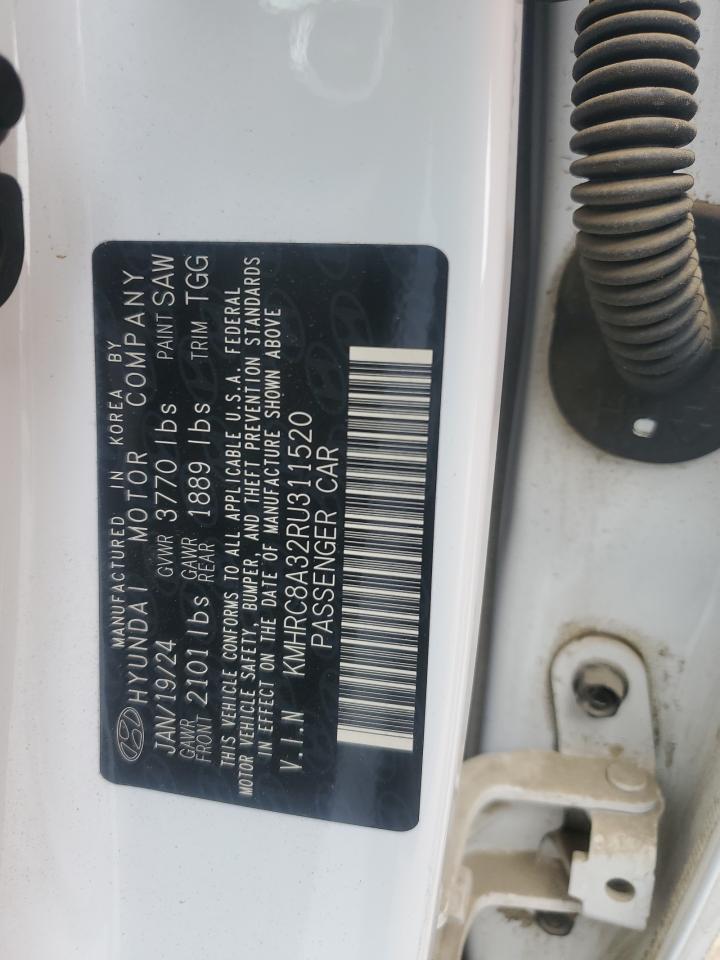 MANUFACTURED IN KOREA BY
HYUNDAI MOTOR COMPANY
JAN/19/24 GVWR 3770 lbs PAINT SAW
GAWR FRONT 2101 lbs GAWR REAR 1889 lbs TRIM TGG
THIS VEHICLE CONFORMS TO ALL APPLICABLE U.S.A. FEDERAL
MOTOR VEHICLE SAFETY, BUMPER, AND THEFT PREVENTION STANDARDS
IN EFFECT ON THE DATE OF MANUFACTURE SHOWN ABOVE
V.I.N KMHRC8A32RU311520
PASSENGER CAR